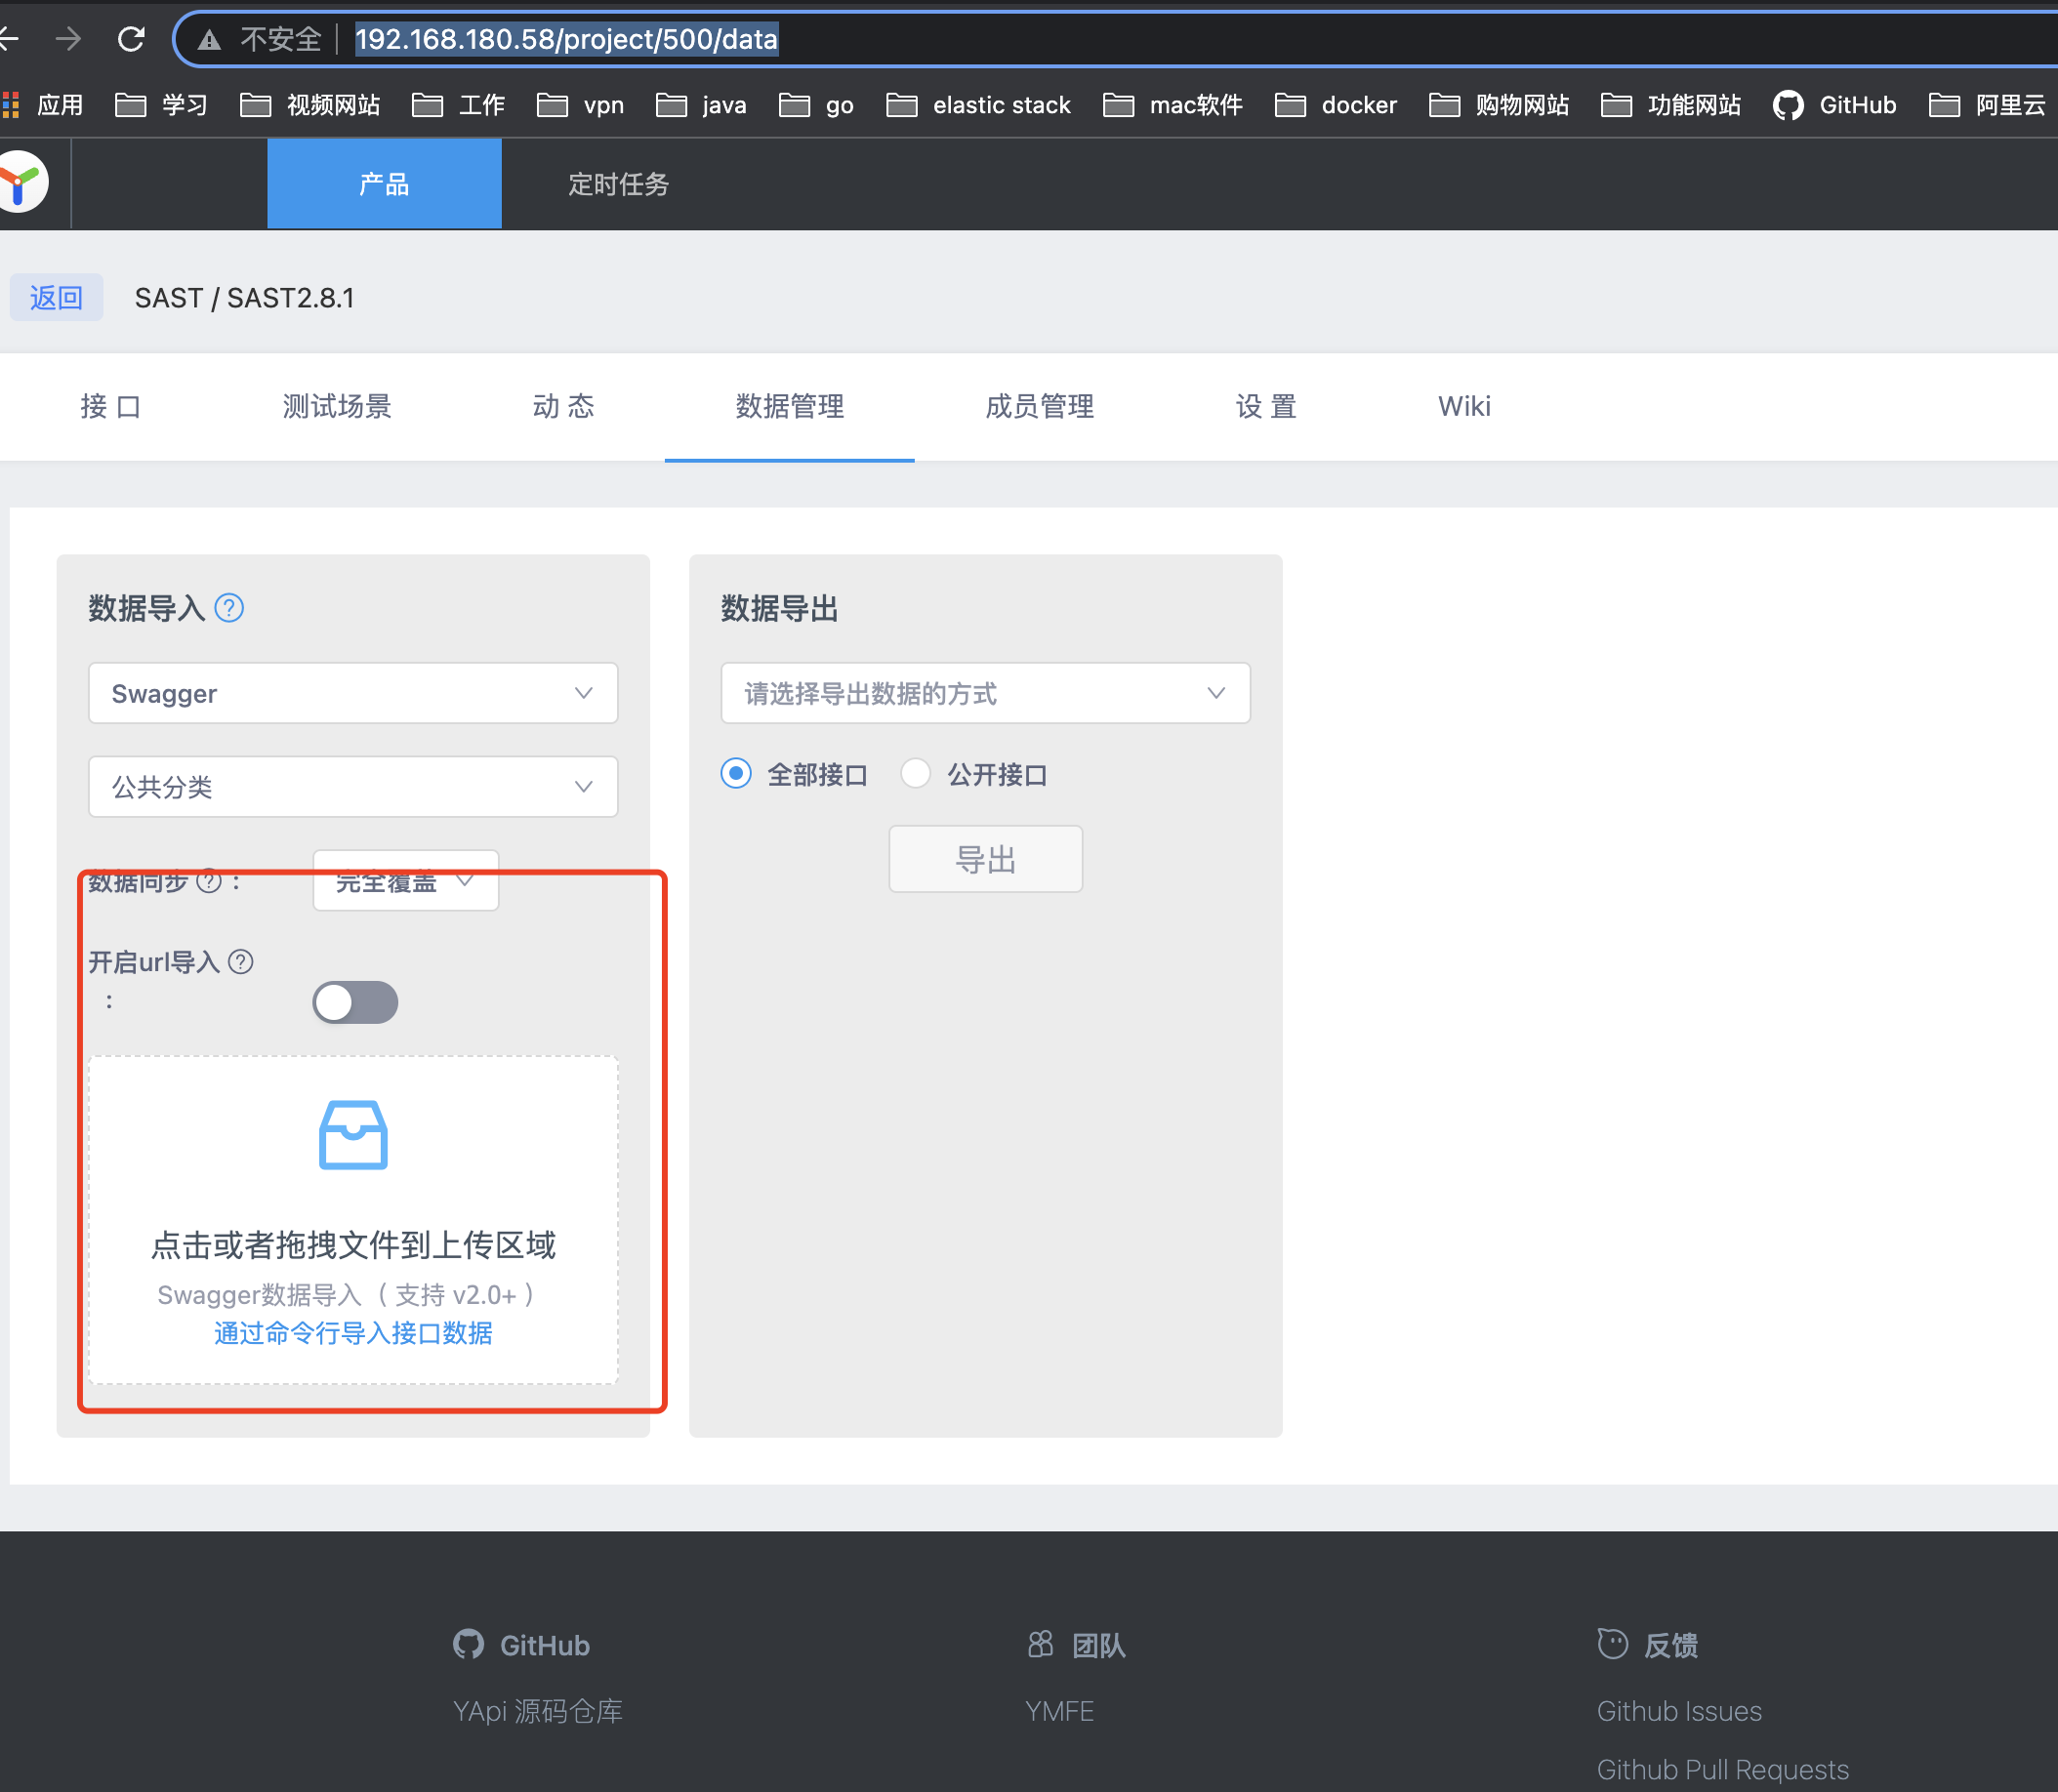 不安全 192.168.180.58/project/500/data
应用 学习 视频网站 工作 vpn java go elastic stack mac软件 docker 购物网站 功能网站 GitHub 阿里云
产品 定时任务
返回 SAST / SAST2.8.1
接 口 测试场景 动 态 数据管理 成员管理 设 置 Wiki
数据导入 ?
Swagger
公共分类
数据同步 ? : 完全覆盖
开启url导入 ?
:
点击或者拖拽文件到上传区域
Swagger数据导入（ 支持 v2.0+ ）
通过命令行导入接口数据
数据导出
请选择导出数据的方式
全部接口 公开接口
导出
GitHub
YApi 源码仓库
团队
YMFE
反馈
Github Issues
Github Pull Requests